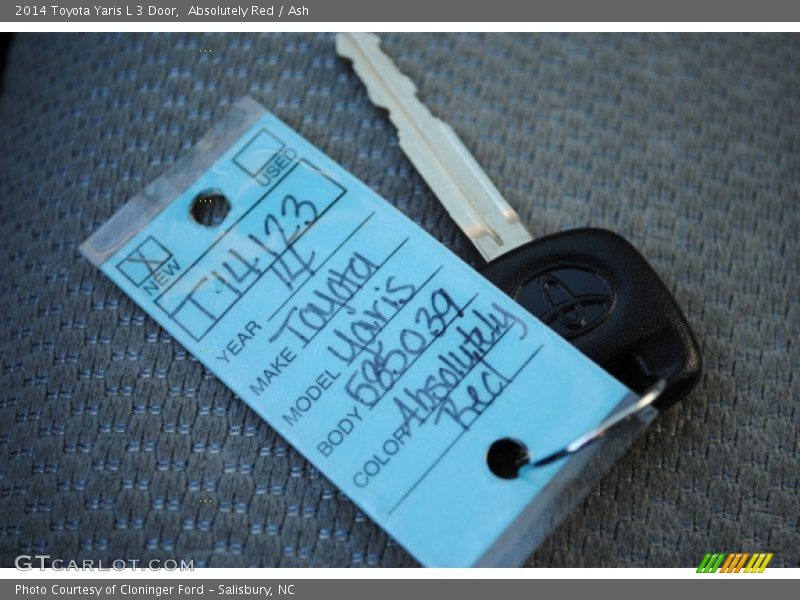 2014 Toyota Yaris L 3 Door,  Absolutely Red / Ash
USED
X NEW
T14123
YEAR 14
MAKE Toyota
MODEL Yaris
BODY 585039
COLOR Absolutely
Red
GTCARLOT.COM
Photo Courtesy of Cloninger Ford - Salisbury, NC